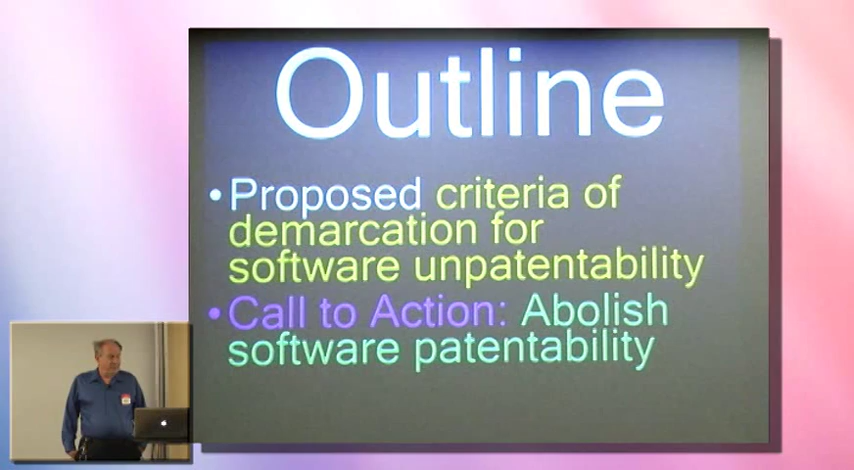 Outline
•Proposed criteria of
demarcation for
software unpatentability
•Call to Action: Abolish
software patentability